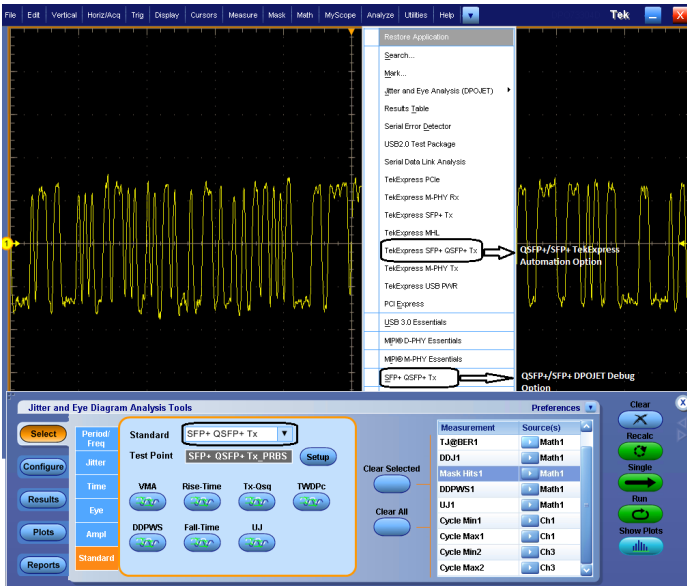 File Edit Vertical Horiz/Acq Trig Display Cursors Measure Mask Math MyScope Analyze Utilities Help Tek X
Restore Application
Search...
Mark...
Jitter and Eye Analysis (DPOJET)
Results Table
Serial Error Detector
USB2.0 Test Package
Serial Data Link Analysis
TekExpress PCIe
TekExpress M-PHY Rx
TekExpress SFP+ Tx
TekExpress MHL
TekExpress SFP+ QSFP+ Tx
QSFP+/SFP+ TekExpress
Automation Option
TekExpress M-PHY Tx
TekExpress USB PWR
PCI Express
USB 3.0 Essentials
MIPI® D-PHY Essentials
MIPI® M-PHY Essentials
SFP+ QSFP+ Tx
QSFP+/SFP+ DPOJET Debug
Option
1
Jitter and Eye Diagram Analysis Tools
Preferences
Clear
X
Select
Configure
Results
Plots
Reports
Period/
Freq
Jitter
Time
Eye
Ampl
Standard
Standard SFP+ QSFP+ Tx
Test Point SFP+ QSFP+ Tx_PRBS Setup
VMA Rise-Time Tx-Qsq TWDPc
DDPWS Fall-Time UJ
Clear Selected
Clear All
Measurement Source(s)
TJ@BER1 Math1
DDJ1 Math1
Mask Hits1 Math1
DDPWS1 Math1
UJ1 Math1
Cycle Min1 Ch1
Cycle Max1 Ch1
Cycle Min2 Ch3
Cycle Max2 Ch3
Recalc
Single
Run
Show Plots